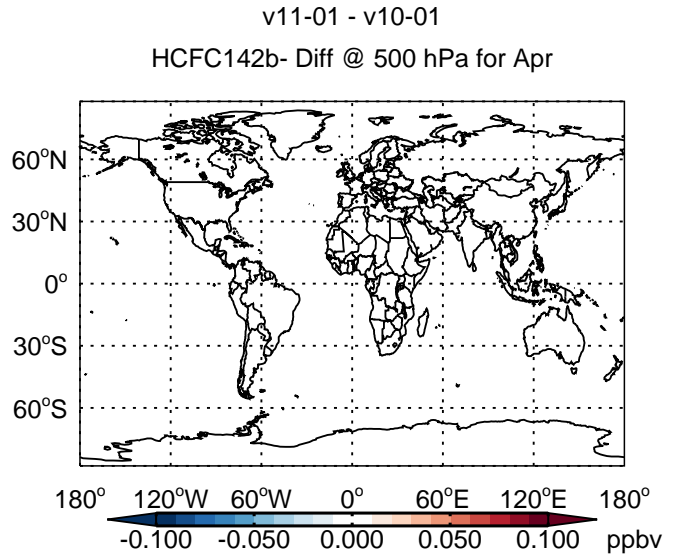 v11-01 - v10-01
HCFC142b- Diff @ 500 hPa for Apr
60°N
30°N
0°
30°S
60°S
180° 120°W 60°W 0° 60°E 120°E 180°
-0.100 -0.050 0.000 0.050 0.100 ppbv